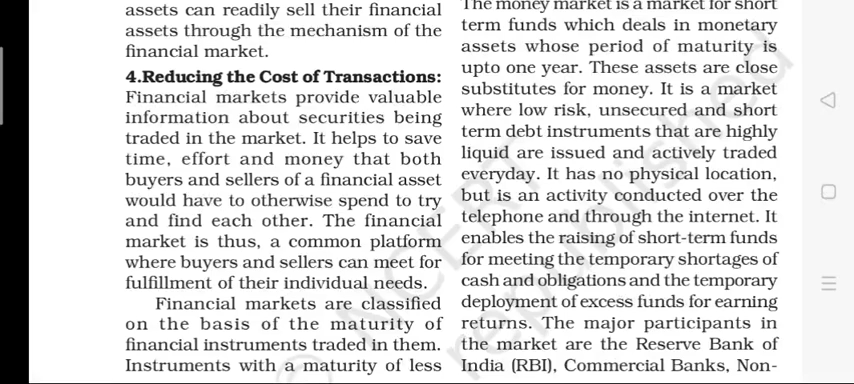 assets can readily sell their financial
assets through the mechanism of the
financial market.
4.Reducing the Cost of Transactions:
Financial markets provide valuable
information about securities being
traded in the market. It helps to save
time, effort and money that both
buyers and sellers of a financial asset
would have to otherwise spend to try
and find each other. The financial
market is thus, a common platform
where buyers and sellers can meet for
fulfillment of their individual needs.
Financial markets are classified
on the basis of the maturity of
financial instruments traded in them.
Instruments with a maturity of less
The money market is a market for short
term funds which deals in monetary
assets whose period of maturity is
upto one year. These assets are close
substitutes for money. It is a market
where low risk, unsecured and short
term debt instruments that are highly
liquid are issued and actively traded
everyday. It has no physical location,
but is an activity conducted over the
telephone and through the internet. It
enables the raising of short-term funds
for meeting the temporary shortages of
cash and obligations and the temporary
deployment of excess funds for earning
returns. The major participants in
the market are the Reserve Bank of
India (RBI), Commercial Banks, Non-
© NCERT
republished